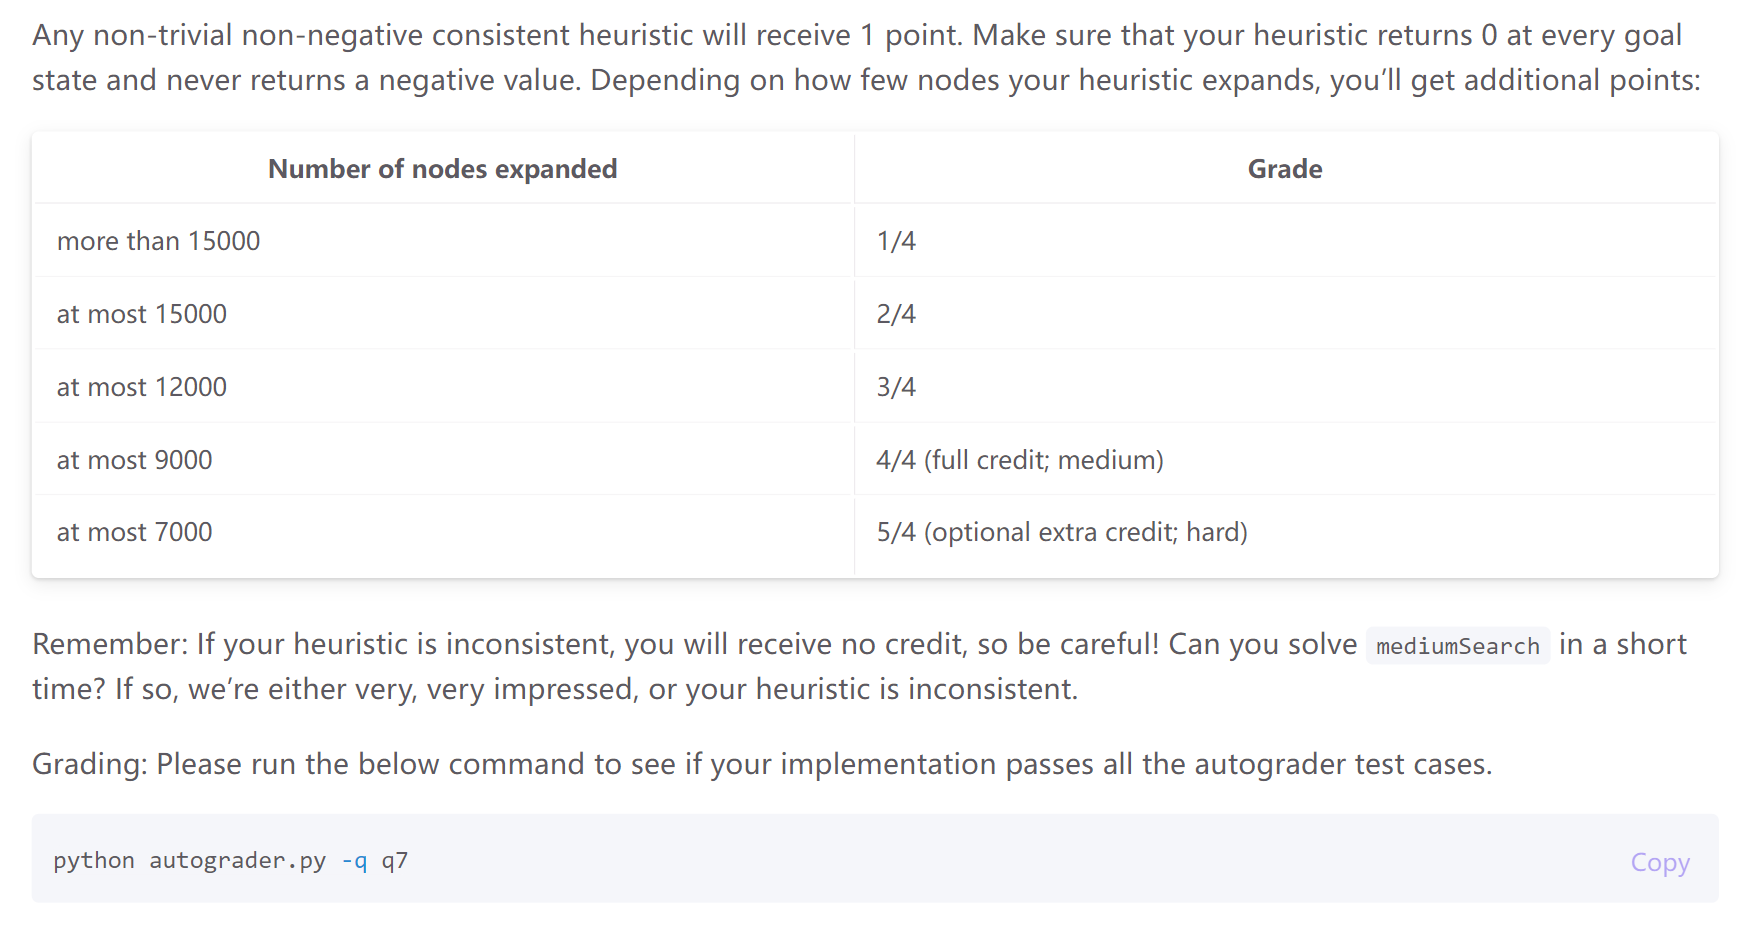 Any non-trivial non-negative consistent heuristic will receive 1 point. Make sure that your heuristic returns 0 at every goal
state and never returns a negative value. Depending on how few nodes your heuristic expands, you’ll get additional points:
Number of nodes expanded Grade
more than 15000 1/4
at most 15000 2/4
at most 12000 3/4
at most 9000 4/4 (full credit; medium)
at most 7000 5/4 (optional extra credit; hard)
Remember: If your heuristic is inconsistent, you will receive no credit, so be careful! Can you solve mediumSearch in a short
time? If so, we’re either very, very impressed, or your heuristic is inconsistent.
Grading: Please run the below command to see if your implementation passes all the autograder test cases.
python autograder.py -q q7 Copy